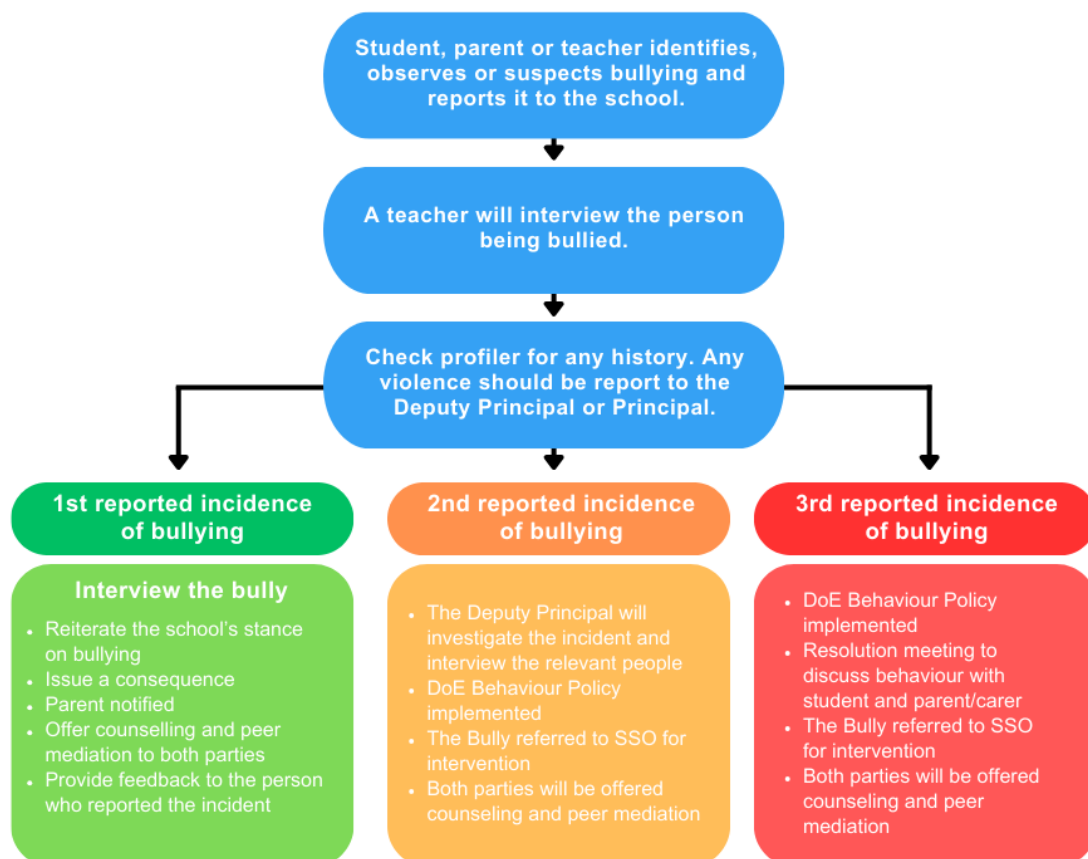 Student, parent or teacher identifies,
observes or suspects bullying and
reports it to the school.
A teacher will interview the person
being bullied.
Check profiler for any history. Any
violence should be report to the
Deputy Principal or Principal.
1st reported incidence
of bullying
Interview the bully
• Reiterate the school's stance
on bullying
• Issue a consequence
• Parent notified
• Offer counselling and peer
mediation to both parties
• Provide feedback to the person
who reported the incident
2nd reported incidence
of bullying
• The Deputy Principal will
investigate the incident and
interview the relevant people
• DoE Behaviour Policy
implemented
• The Bully referred to SSO for
intervention
• Both parties will be offered
counseling and peer mediation
3rd reported incidence
of bullying
• DoE Behaviour Policy
implemented
• Resolution meeting to
discuss behaviour with
student and parent/carer
• The Bully referred to SSO
for intervention
• Both parties will be offered
counseling and peer
mediation